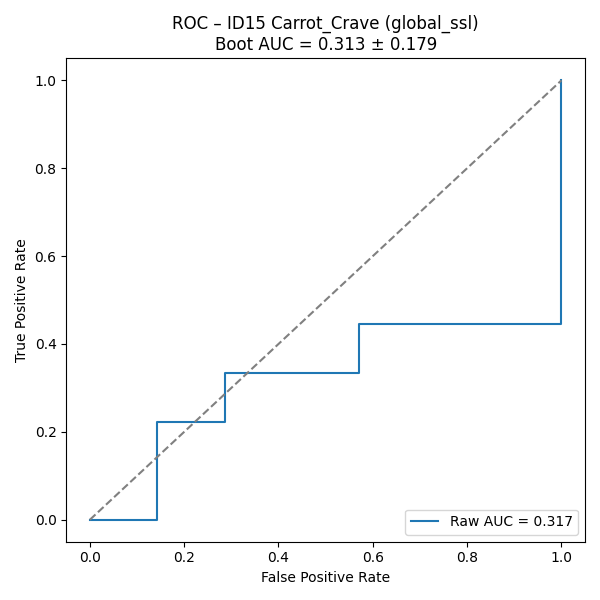 ROC – ID15 Carrot_Crave (global_ssl)
Boot AUC = 0.313 ± 0.179
True Positive Rate
1.0
0.8
0.6
0.4
0.2
0.0
Raw AUC = 0.317
0.0 0.2 0.4 0.6 0.8 1.0
False Positive Rate